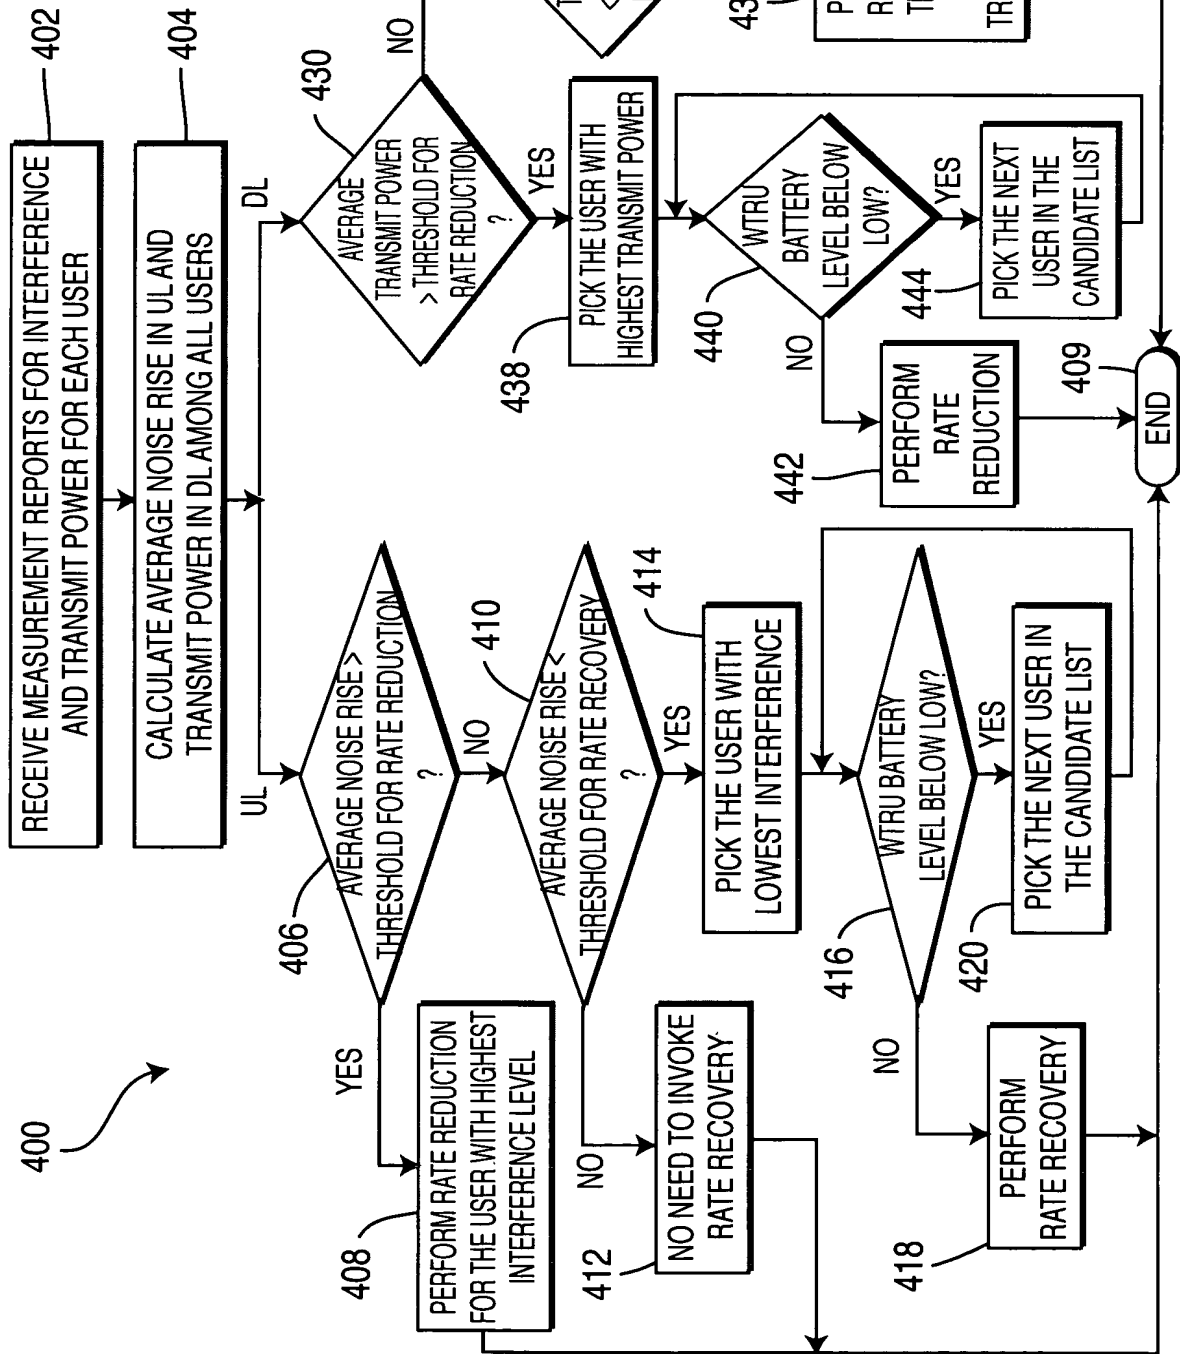 400
402
RECEIVE MEASUREMENT REPORTS FOR INTERFERENCE
AND TRANSMIT POWER FOR EACH USER
404
CALCULATE AVERAGE NOISE RISE IN UL AND
TRANSMIT POWER IN DL AMONG ALL USERS
UL
DL
406
AVERAGE NOISE RISE >
THRESHOLD FOR RATE REDUCTION
?
YES
NO
408
PERFORM RATE REDUCTION
FOR THE USER WITH HIGHEST
INTERFERENCE LEVEL
410
AVERAGE NOISE RISE <
THRESHOLD FOR RATE RECOVERY
?
NO
YES
412
NO NEED TO INVOKE
RATE RECOVERY
414
PICK THE USER WITH
LOWEST INTERFERENCE
416
WTRU BATTERY
LEVEL BELOW LOW?
NO
YES
418
PERFORM
RATE RECOVERY
420
PICK THE NEXT USER IN
THE CANDIDATE LIST
430
AVERAGE
TRANSMIT POWER
> THRESHOLD FOR
RATE REDUCTION
?
NO
YES
438
PICK THE USER WITH
HIGHEST TRANSMIT POWER
440
WTRU
BATTERY
LEVEL BELOW
LOW?
NO
YES
442
PERFORM
RATE
REDUCTION
444
PICK THE NEXT
USER IN THE
CANDIDATE LIST
409
END